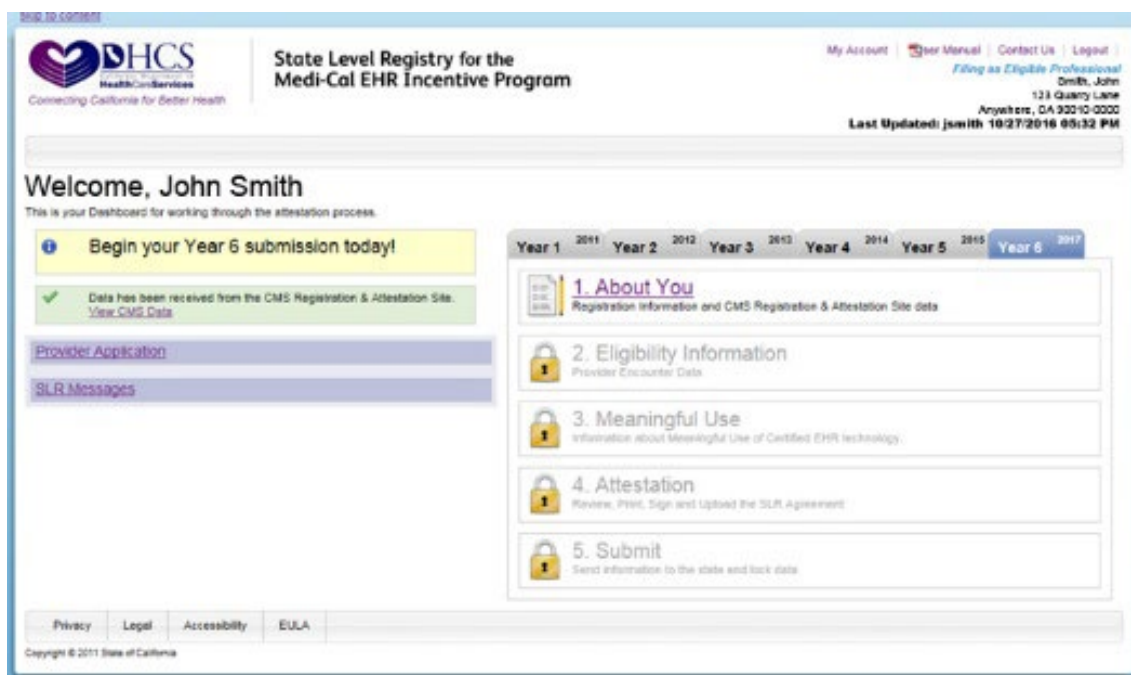 Skip to content
DHCS
HealthCareServices
Connecting California for Better Health
State Level Registry for the
Medi-Cal EHR Incentive Program
My Account | User Manual | Contact Us | Logout |
Filing as Eligible Professional
Smith, John
123 Quarry Lane
Anywhere, CA 90010-0000
Last Updated: jsmith 10/27/2016 05:32 PM
Welcome, John Smith
This is your Dashboard for working through the attestation process.
Begin your Year 6 submission today!
Data has been received from the CMS Registration & Attestation Site.
View CMS Data
Provider Application
SLR Messages
Year 1 2011 Year 2 2012 Year 3 2013 Year 4 2014 Year 5 2015 Year 6 2017
1. About You
Registration Information and CMS Registration & Attestation Site data
2. Eligibility Information
Provider Encounter Data
3. Meaningful Use
Information about Meaningful Use of Certified EHR technology.
4. Attestation
Review, Print, Sign and Upload the SLR Agreement
5. Submit
Send information to the state and lock data
Privacy Legal Accessibility EULA
Copyright © 2011 State of California